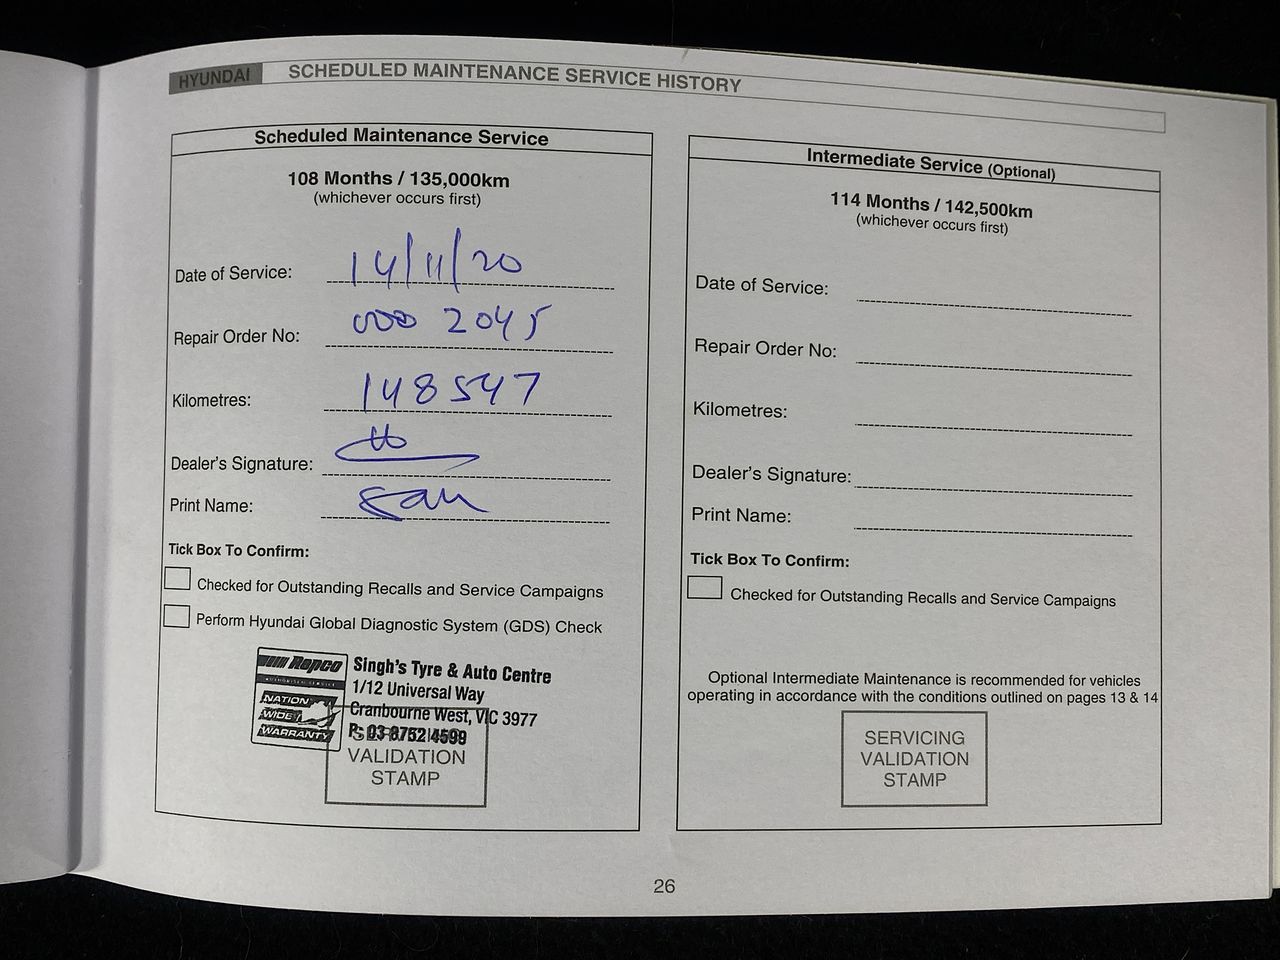 HYUNDAI SCHEDULED MAINTENANCE SERVICE HISTORY
Scheduled Maintenance Service
108 Months / 135,000km
(whichever occurs first)
Date of Service: 14/11/20
Repair Order No: 000 2045
Kilometres: 148547
Dealer's Signature:
Print Name:
Tick Box To Confirm:
Checked for Outstanding Recalls and Service Campaigns
Perform Hyundai Global Diagnostic System (GDS) Check
Repco
NATION
WIDE
WARRANTY
Singh's Tyre & Auto Centre
1/12 Universal Way
Cranbourne West, VIC 3977
P: 03 8752 4599
VALIDATION
STAMP
Intermediate Service (Optional)
114 Months / 142,500km
(whichever occurs first)
Date of Service:
Repair Order No:
Kilometres:
Dealer's Signature:
Print Name:
Tick Box To Confirm:
Checked for Outstanding Recalls and Service Campaigns
Optional Intermediate Maintenance is recommended for vehicles
operating in accordance with the conditions outlined on pages 13 & 14
SERVICING
VALIDATION
STAMP
26